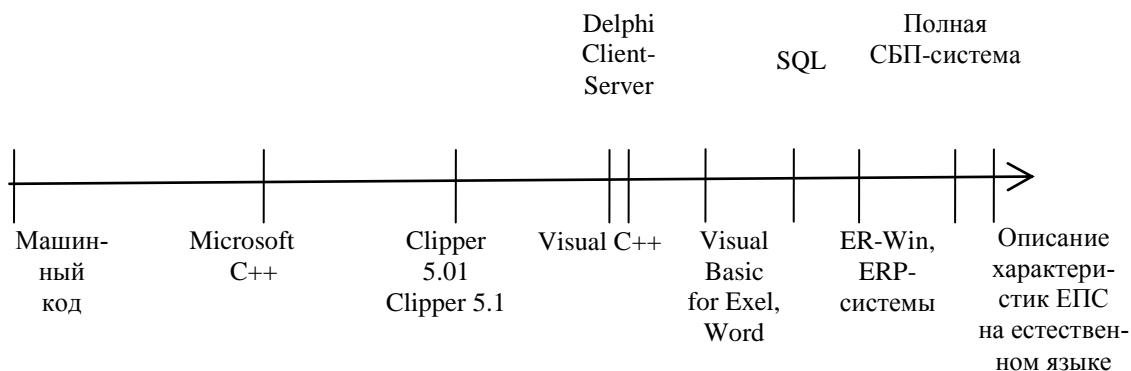 Delphi
Client-
Server
SQL
Полная
СБП-система
Машин-
ный
код
Microsoft
C++
Clipper
5.01
Clipper 5.1
Visual C++
Visual
Basic
for Exel,
Word
ER-Win,
ERP-
системы
Описание
характери-
стик ЕПС
на естествен-
ном языке